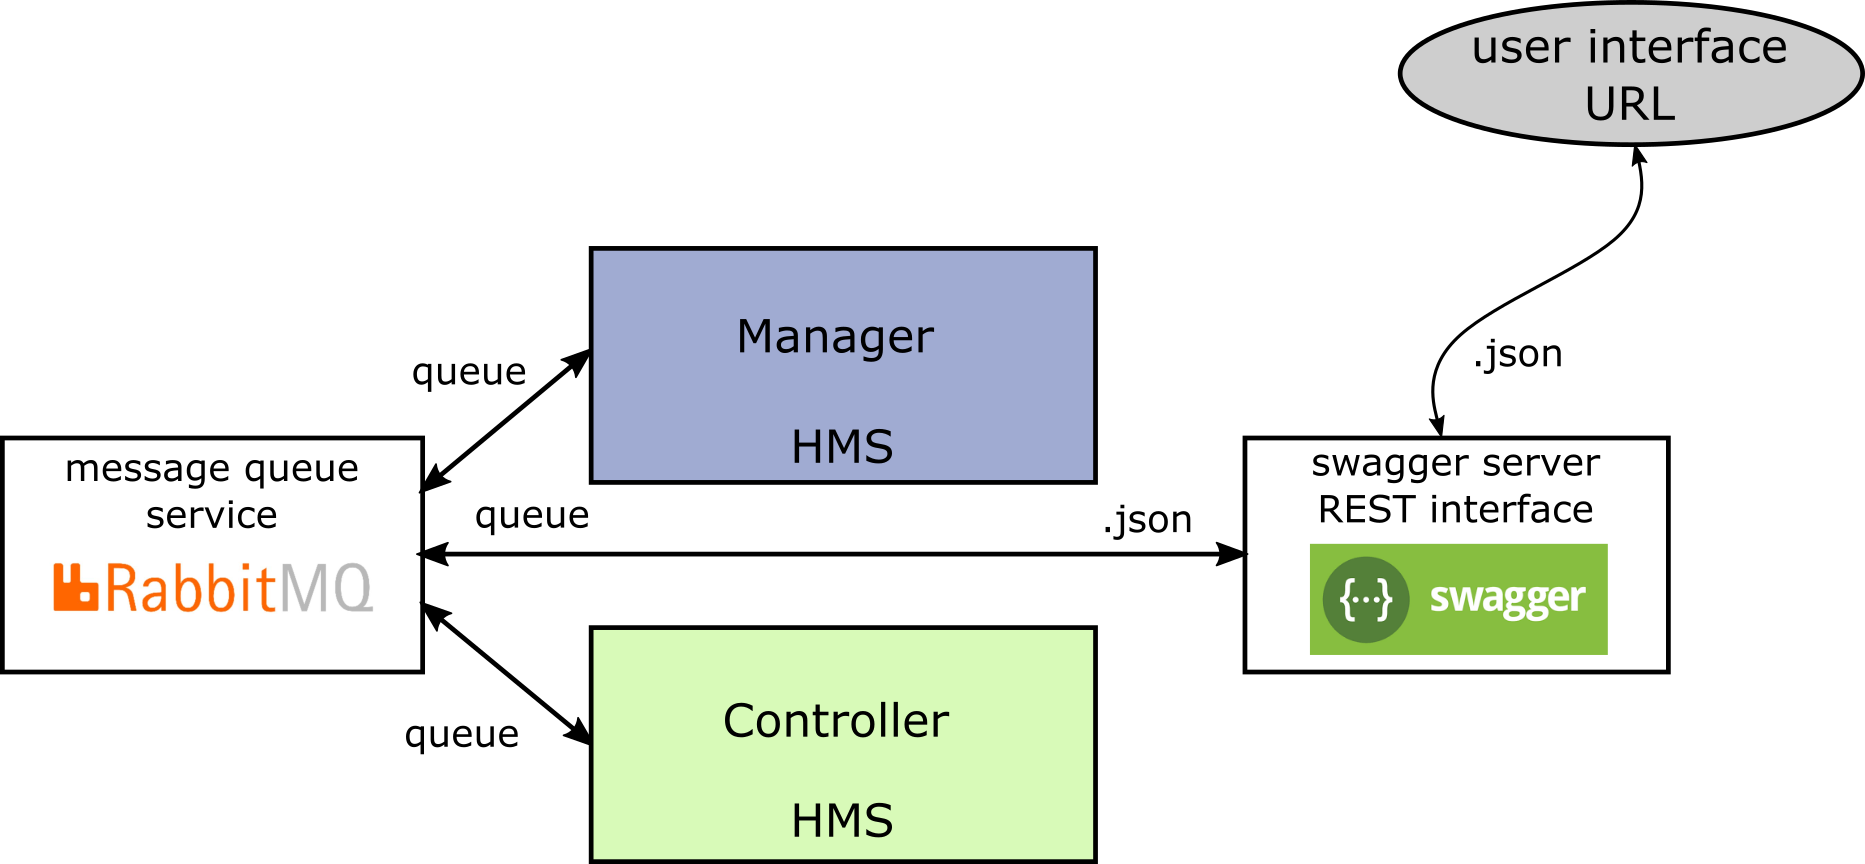 user interface
URL
Manager
HMS
queue
.json
message queue
service
RabbitMQ
queue
.json
swagger server
REST interface
{···} swagger
queue
Controller
HMS